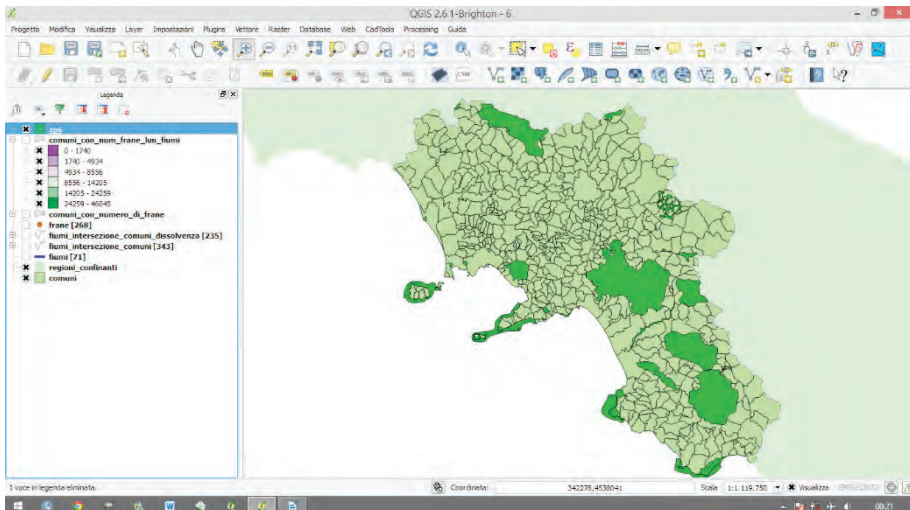 QGIS 2.6.1-Brighton - 6
Progetto Modifica Visualizza Layer Impostazioni Plugins Vettore Raster Database Web CadTools Processing Guida
Legenda
zps
comuni_con_num_frane_lun_fiumi
0 - 1740
1740 - 4934
4934 - 8556
8556 - 14205
14205 - 24259
24259 - 46045
comuni_con_numero_di_frane
frane [268]
fiumi_intersezione_comuni_dissolvenza [235]
fiumi_intersezione_comuni [343]
fiumi [71]
regioni_confinanti
comuni
1 voce in legenda eliminata.
Coordinata: 342278,4538041 Scala 1:1.119.750 Visualizza
00:21